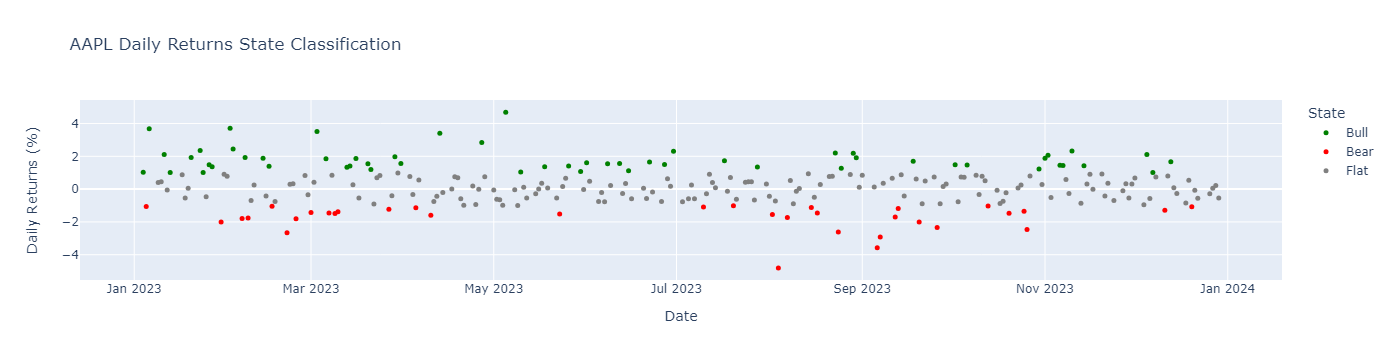 AAPL Daily Returns State Classification
State
Bull
Bear
Flat
Daily Returns (%)
4
2
0
−2
−4
Jan 2023
Mar 2023
May 2023
Jul 2023
Sep 2023
Nov 2023
Jan 2024
Date